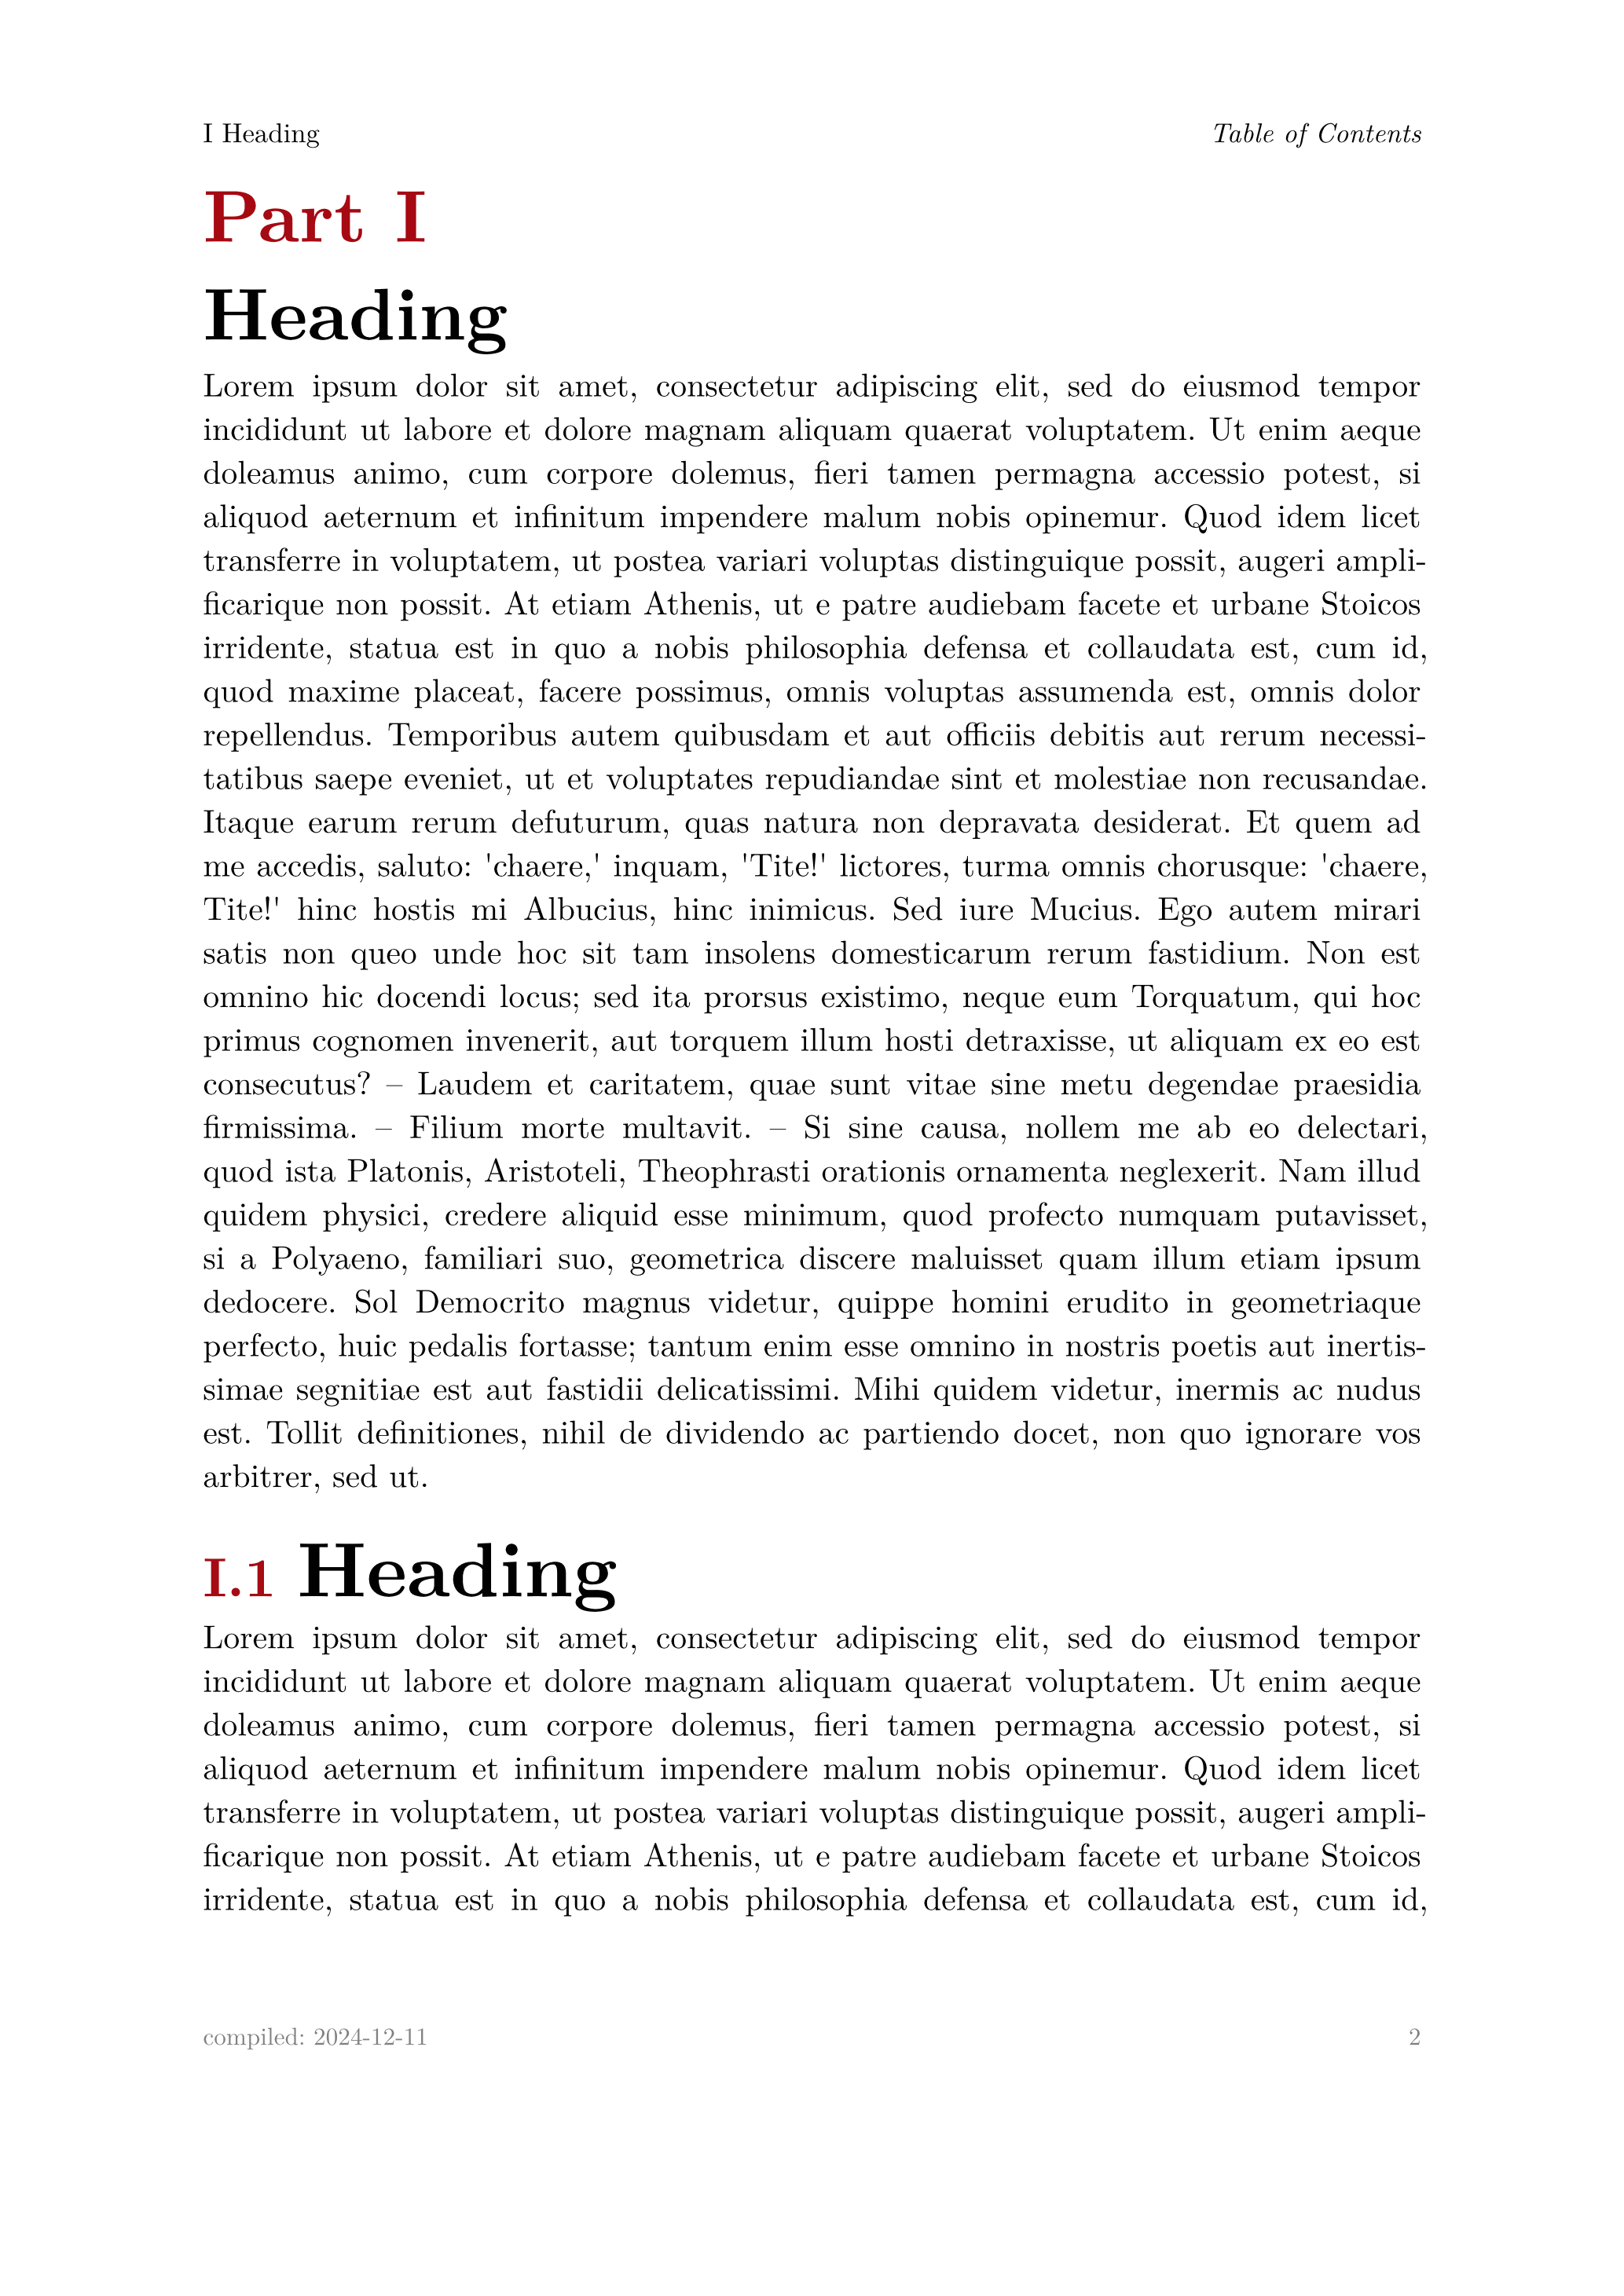 I Heading
Table of Contents
Part I
Heading
Lorem ipsum dolor sit amet, consectetur adipiscing elit, sed do eiusmod tempor
incididunt ut labore et dolore magnam aliquam quaerat voluptatem. Ut enim aeque
doleamus animo, cum corpore dolemus, fieri tamen permagna accessio potest, si
aliquod aeternum et infinitum impendere malum nobis opinemur. Quod idem licet
transferre in voluptatem, ut postea variari voluptas distinguique possit, augeri ampli-
ficarique non possit. At etiam Athenis, ut e patre audiebam facete et urbane Stoicos
irridente, statua est in quo a nobis philosophia defensa et collaudata est, cum id,
quod maxime placeat, facere possimus, omnis voluptas assumenda est, omnis dolor
repellendus. Temporibus autem quibusdam et aut officiis debitis aut rerum necessi-
tatibus saepe eveniet, ut et voluptates repudiandae sint et molestiae non recusandae.
Itaque earum rerum defuturum, quas natura non depravata desiderat. Et quem ad
me accedis, saluto: 'chaere,' inquam, 'Tite!' lictores, turma omnis chorusque: 'chaere,
Tite!' hinc hostis mi Albucius, hinc inimicus. Sed iure Mucius. Ego autem mirari
satis non queo unde hoc sit tam insolens domesticarum rerum fastidium. Non est
omnino hic docendi locus; sed ita prorsus existimo, neque eum Torquatum, qui hoc
primus cognomen invenerit, aut torquem illum hosti detraxisse, ut aliquam ex eo est
consecutus? – Laudem et caritatem, quae sunt vitae sine metu degendae praesidia
firmissima. – Filium morte multavit. – Si sine causa, nollem me ab eo delectari,
quod ista Platonis, Aristoteli, Theophrasti orationis ornamenta neglexerit. Nam illud
quidem physici, credere aliquid esse minimum, quod profecto numquam putavisset,
si a Polyaeno, familiari suo, geometrica discere maluisset quam illum etiam ipsum
dedocere. Sol Democrito magnus videtur, quippe homini erudito in geometriaque
perfecto, huic pedalis fortasse; tantum enim esse omnino in nostris poetis aut inertis-
simae segnitiae est aut fastidii delicatissimi. Mihi quidem videtur, inermis ac nudus
est. Tollit definitiones, nihil de dividendo ac partiendo docet, non quo ignorare vos
arbitrer, sed ut.
I.1 Heading
Lorem ipsum dolor sit amet, consectetur adipiscing elit, sed do eiusmod tempor
incididunt ut labore et dolore magnam aliquam quaerat voluptatem. Ut enim aeque
doleamus animo, cum corpore dolemus, fieri tamen permagna accessio potest, si
aliquod aeternum et infinitum impendere malum nobis opinemur. Quod idem licet
transferre in voluptatem, ut postea variari voluptas distinguique possit, augeri ampli-
ficarique non possit. At etiam Athenis, ut e patre audiebam facete et urbane Stoicos
irridente, statua est in quo a nobis philosophia defensa et collaudata est, cum id,
compiled: 2024-12-11
2